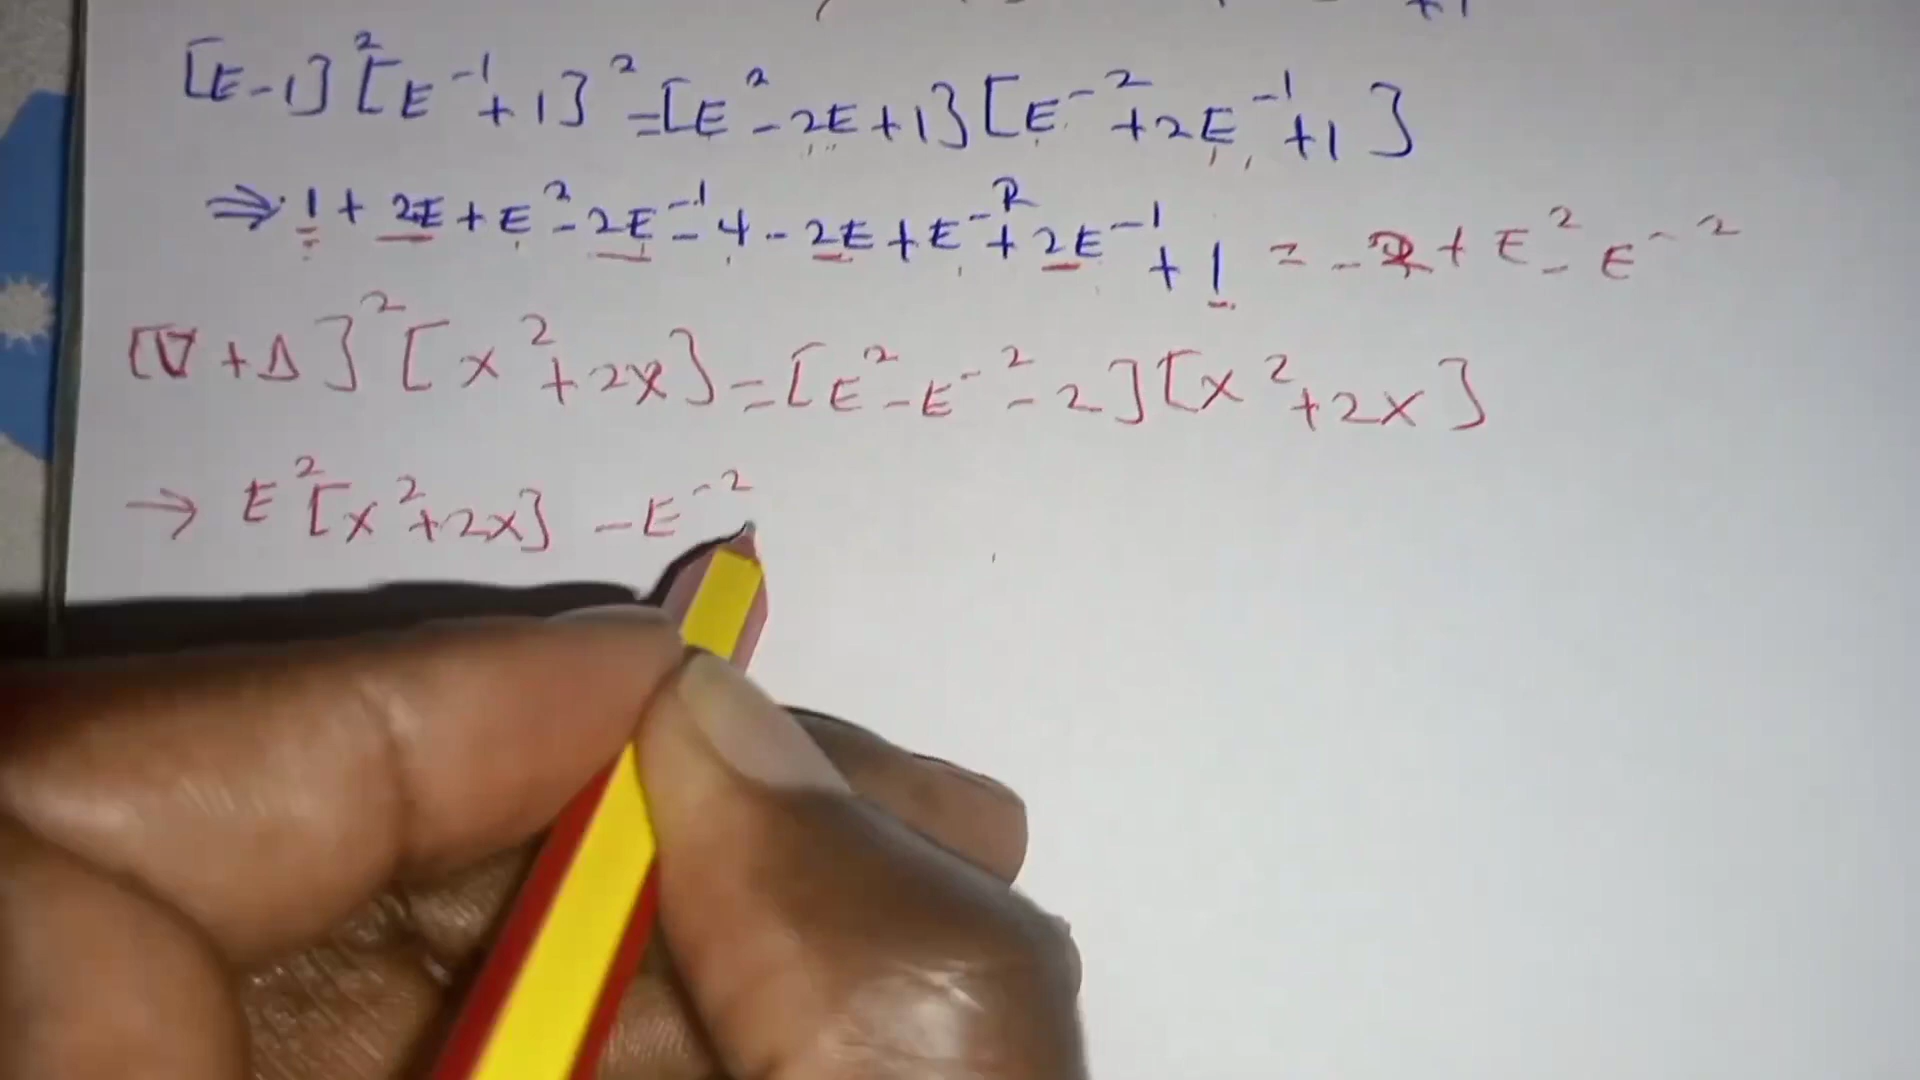 +1
[E-1]²[E⁻¹+1]² = [E²-2E+1][E⁻²+2E⁻¹+1]
⇒ 1+2E+E²-2E⁻¹-4-2E+E⁻²+2E⁻¹+1 = -2+E²-E⁻²
[∇+Δ]²[x²+2x] = [E²-E⁻²-2][x²+2x]
→ E²[x²+2x] -E⁻²